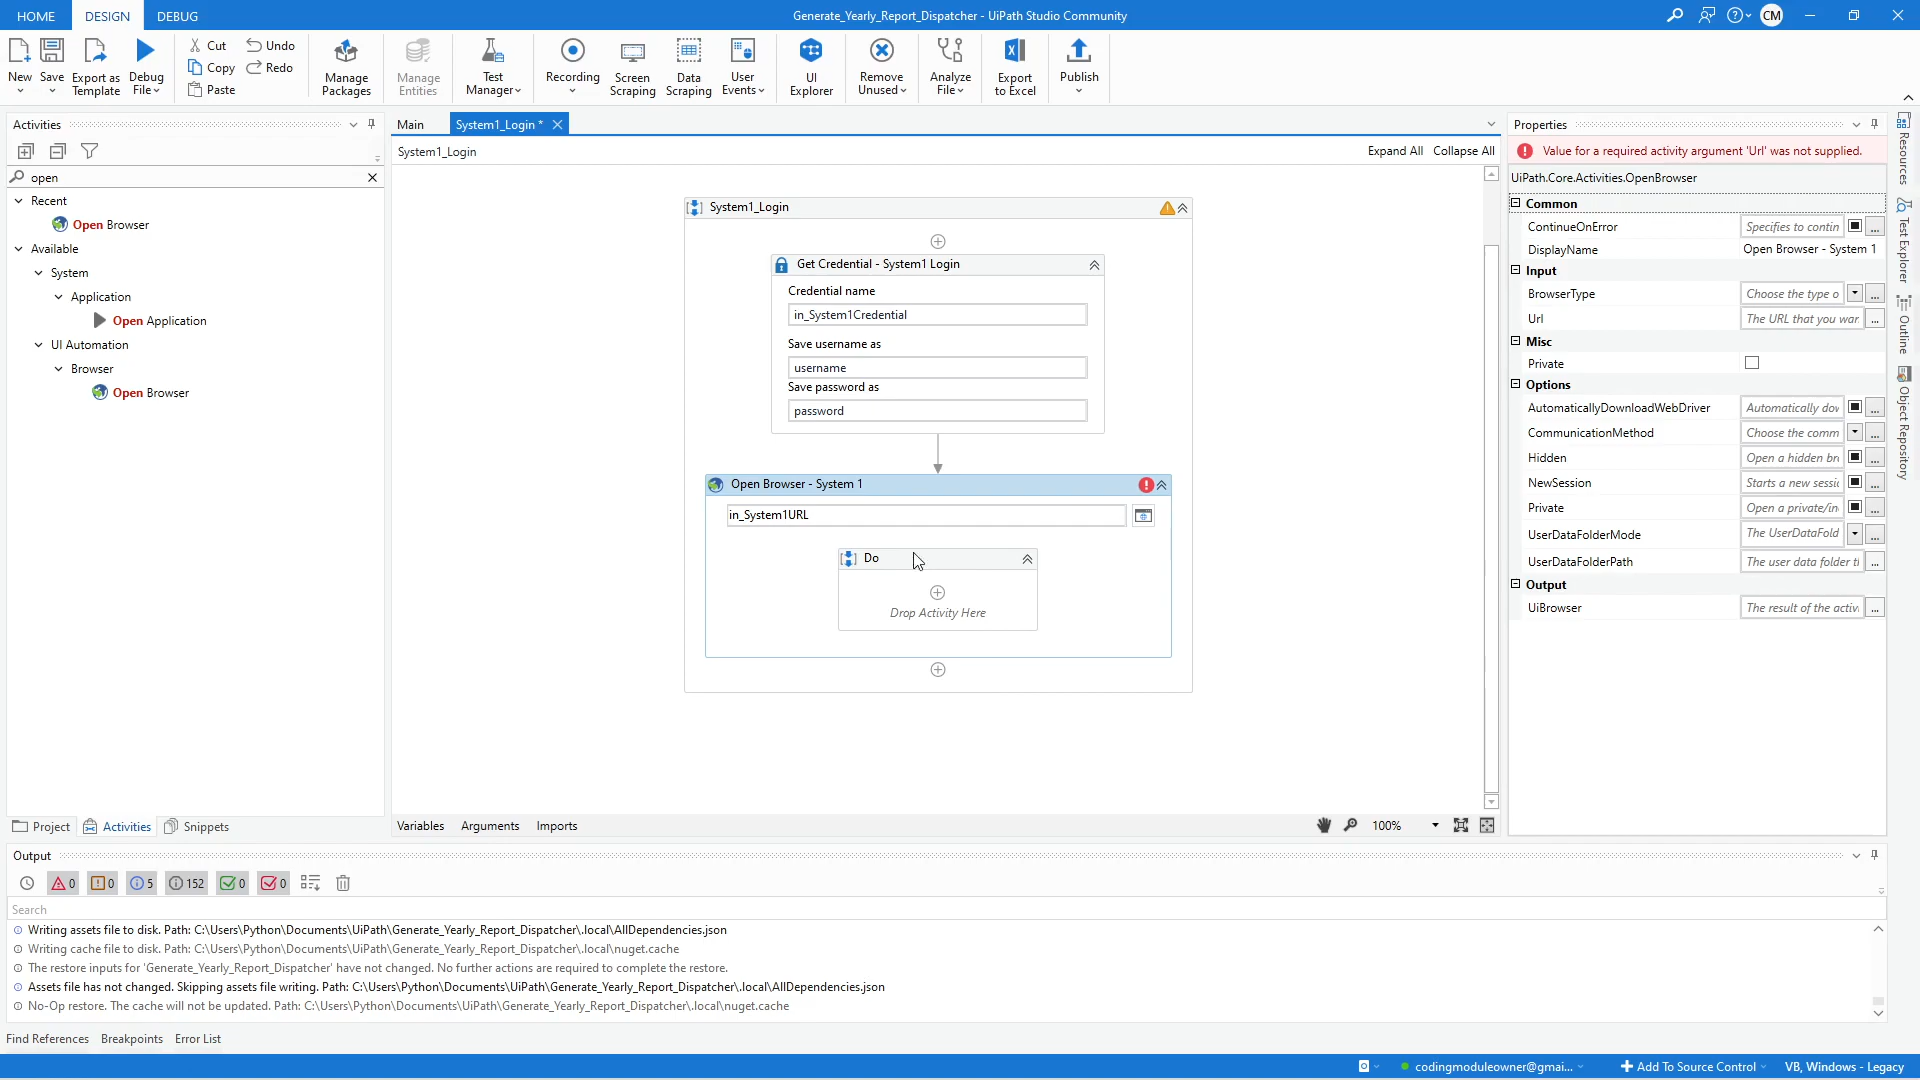 HOME DESIGN DEBUG Generate_Yearly_Report_Dispatcher - UiPath Studio Community CM
New Save Export as Template Debug File Cut Copy Paste Undo Redo Manage Packages Manage Entities Test Manager Recording Screen Scraping Data Scraping User Events UI Explorer Remove Unused Analyze File Export to Excel Publish
Activities
open
Recent
Open Browser
Available
System
Application
Open Application
UI Automation
Browser
Open Browser
Project Activities Snippets
Main System1_Login *
System1_Login Expand All Collapse All
System1_Login
Get Credential - System1 Login
Credential name
in_System1Credential
Save username as
username
Save password as
password
Open Browser - System 1
in_System1URL
Do
Drop Activity Here
Variables Arguments Imports 100%
Properties
Value for a required activity argument 'Url' was not supplied.
UiPath.Core.Activities.OpenBrowser
Common
ContinueOnError Specifies to contin
DisplayName Open Browser - System 1
Input
BrowserType Choose the type o
Url The URL that you war
Misc
Private
Options
AutomaticallyDownloadWebDriver Automatically dov
CommunicationMethod Choose the comm
Hidden Open a hidden br
NewSession Starts a new sessi
Private Open a private/in
UserDataFolderMode The UserDataFold
UserDataFolderPath The user data folder tl
Output
UiBrowser The result of the activi
Resources
Test Explorer
Outline
Object Repository
Output
0 0 5 152 0 0
Search
Writing assets file to disk. Path: C:\Users\Python\Documents\UiPath\Generate_Yearly_Report_Dispatcher\.local\AllDependencies.json
Writing cache file to disk. Path: C:\Users\Python\Documents\UiPath\Generate_Yearly_Report_Dispatcher\.local\nuget.cache
The restore inputs for 'Generate_Yearly_Report_Dispatcher' have not changed. No further actions are required to complete the restore.
Assets file has not changed. Skipping assets file writing. Path: C:\Users\Python\Documents\UiPath\Generate_Yearly_Report_Dispatcher\.local\AllDependencies.json
No-Op restore. The cache will not be updated. Path: C:\Users\Python\Documents\UiPath\Generate_Yearly_Report_Dispatcher\.local\nuget.cache
Find References Breakpoints Error List
codingmoduleowner@gmai... Add To Source Control VB, Windows - Legacy